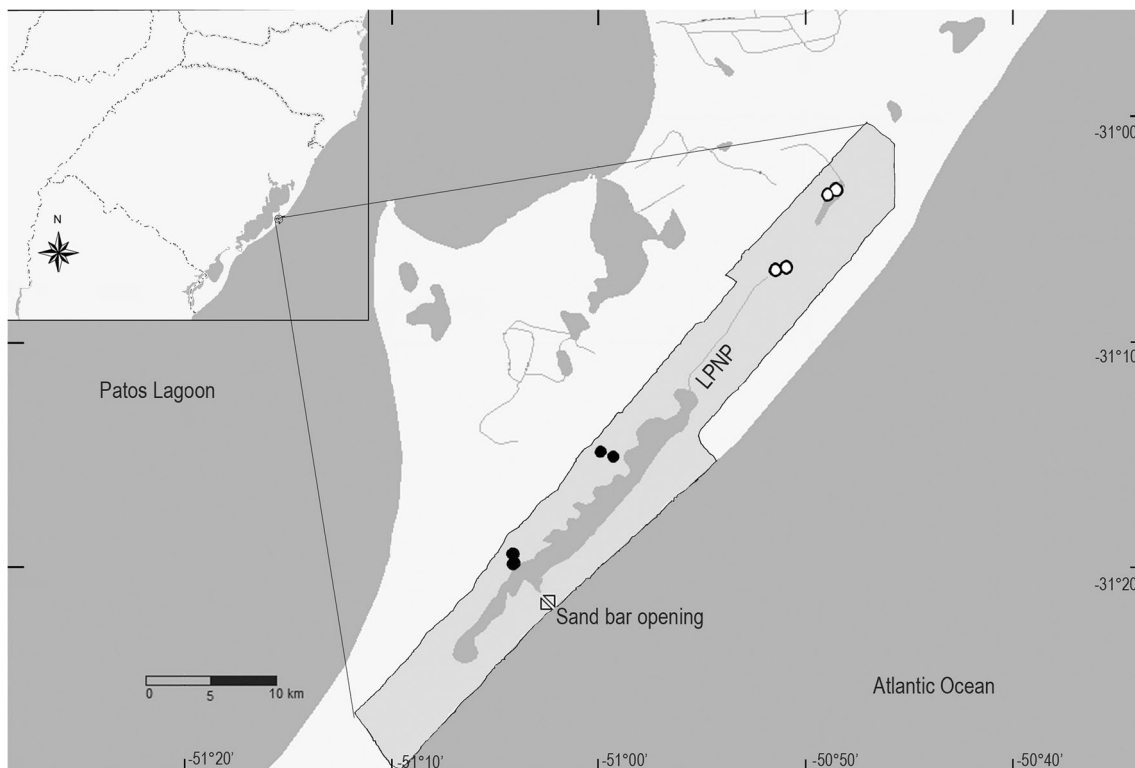 N
-31°00'
-31°10'
LPNP
Patos Lagoon
-31°20'
Sand bar opening
Atlantic Ocean
0 5 10 km
-51°20' -51°10' -51°00' -50°50' -50°40'